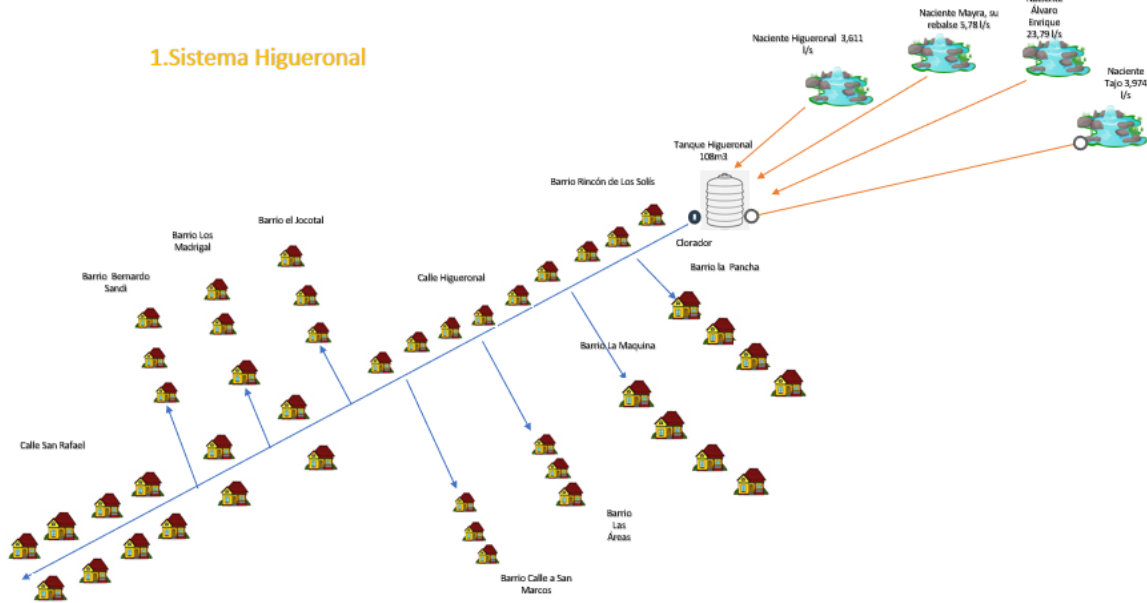 1.Sistema Higueronal
Naciente Higueronal 3,611
l/s
Naciente Mayra, su
rebalse 5,78 l/s
Naciente
Álvaro
Enrique
23,79 l/s
Naciente
Tajo 3,974
l/s
Tanque Higueronal
108m3
Barrio Rincón de Los Solís
Clorador
Barrio la Pancha
Barrio el Jocotal
Barrio Los
Madrigal
Barrio Bernardo
Sandi
Calle Higueronal
Barrio La Maquina
Calle San Rafael
Barrio
Las
Áreas
Barrio Calle a San
Marcos